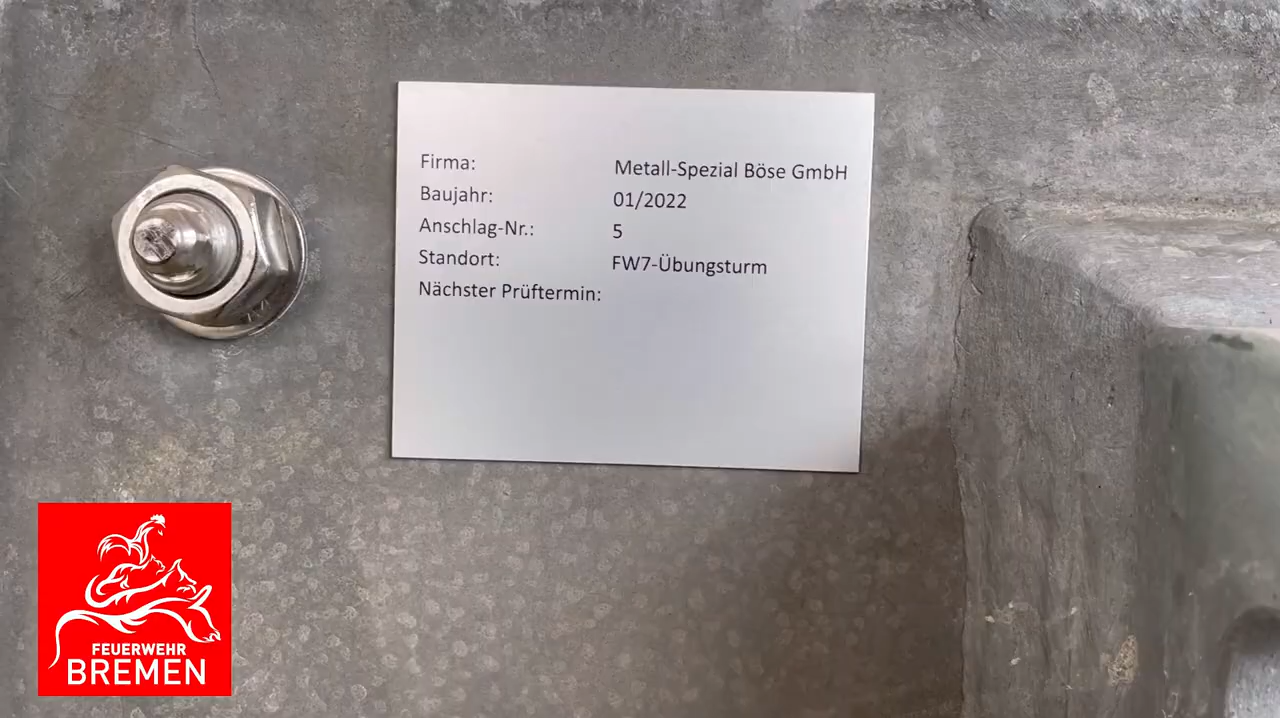 Firma: Metall-Spezial Böse GmbH
Baujahr: 01/2022
Anschlag-Nr.: 5
Standort: FW7-Übungsturm
Nächster Prüftermin:
FEUERWEHR
BREMEN